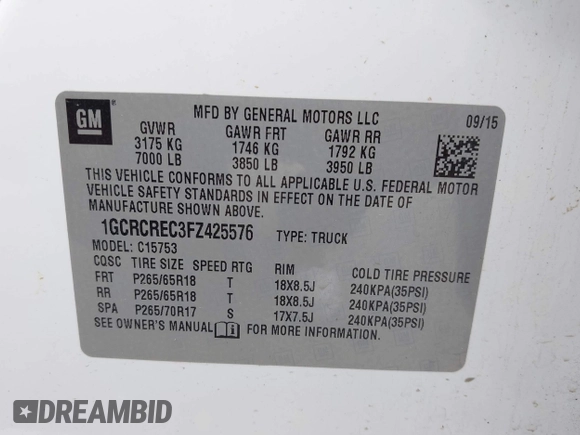 GM
MFD BY GENERAL MOTORS LLC
09/15
GVWR GAWR FRT GAWR RR
3175 KG 1746 KG 1792 KG
7000 LB 3850 LB 3950 LB
THIS VEHICLE CONFORMS TO ALL APPLICABLE U.S. FEDERAL MOTOR
VEHICLE SAFETY STANDARDS IN EFFECT ON THE DATE OF
MANUFACTURE SHOWN ABOVE.
1GCRCREC3FZ425576 TYPE: TRUCK
MODEL: C15753
CQSC TIRE SIZE SPEED RTG RIM COLD TIRE PRESSURE
FRT P265/65R18 T 18X8.5J 240KPA(35PSI)
RR P265/65R18 T 18X8.5J 240KPA(35PSI)
SPA P265/70R17 S 17X7.5J 240KPA(35PSI)
SEE OWNER'S MANUAL FOR MORE INFORMATION.
DREAMBID